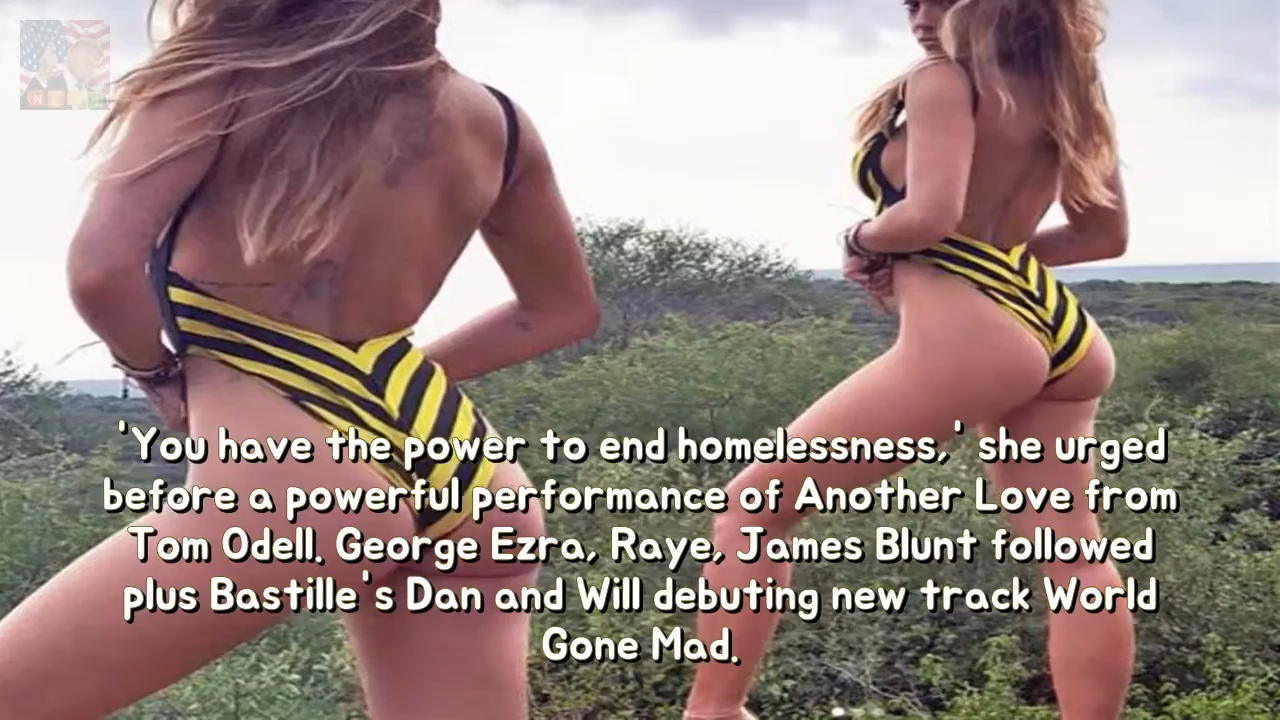 'You have the power to end homelessness,' she urged
before a powerful performance of Another Love from
Tom Odell. George Ezra, Raye, James Blunt followed
plus Bastille's Dan and Will debuting new track World
Gone Mad.